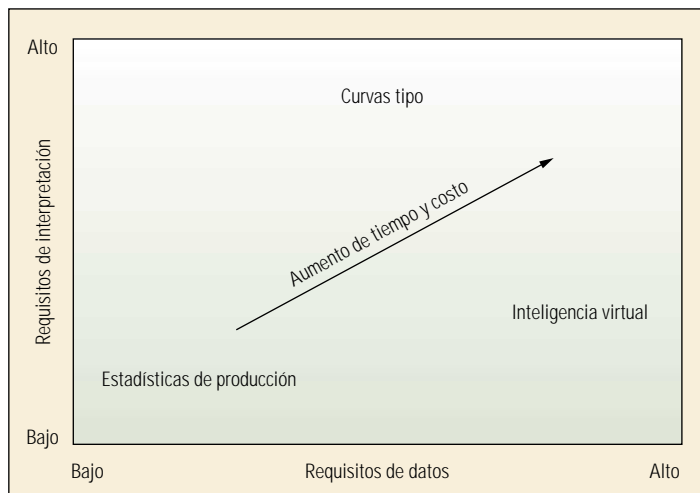 Alto
Curvas tipo
Requisitos de interpretación
Aumento de tiempo y costo
Inteligencia virtual
Estadísticas de producción
Bajo
Bajo
Requisitos de datos
Alto